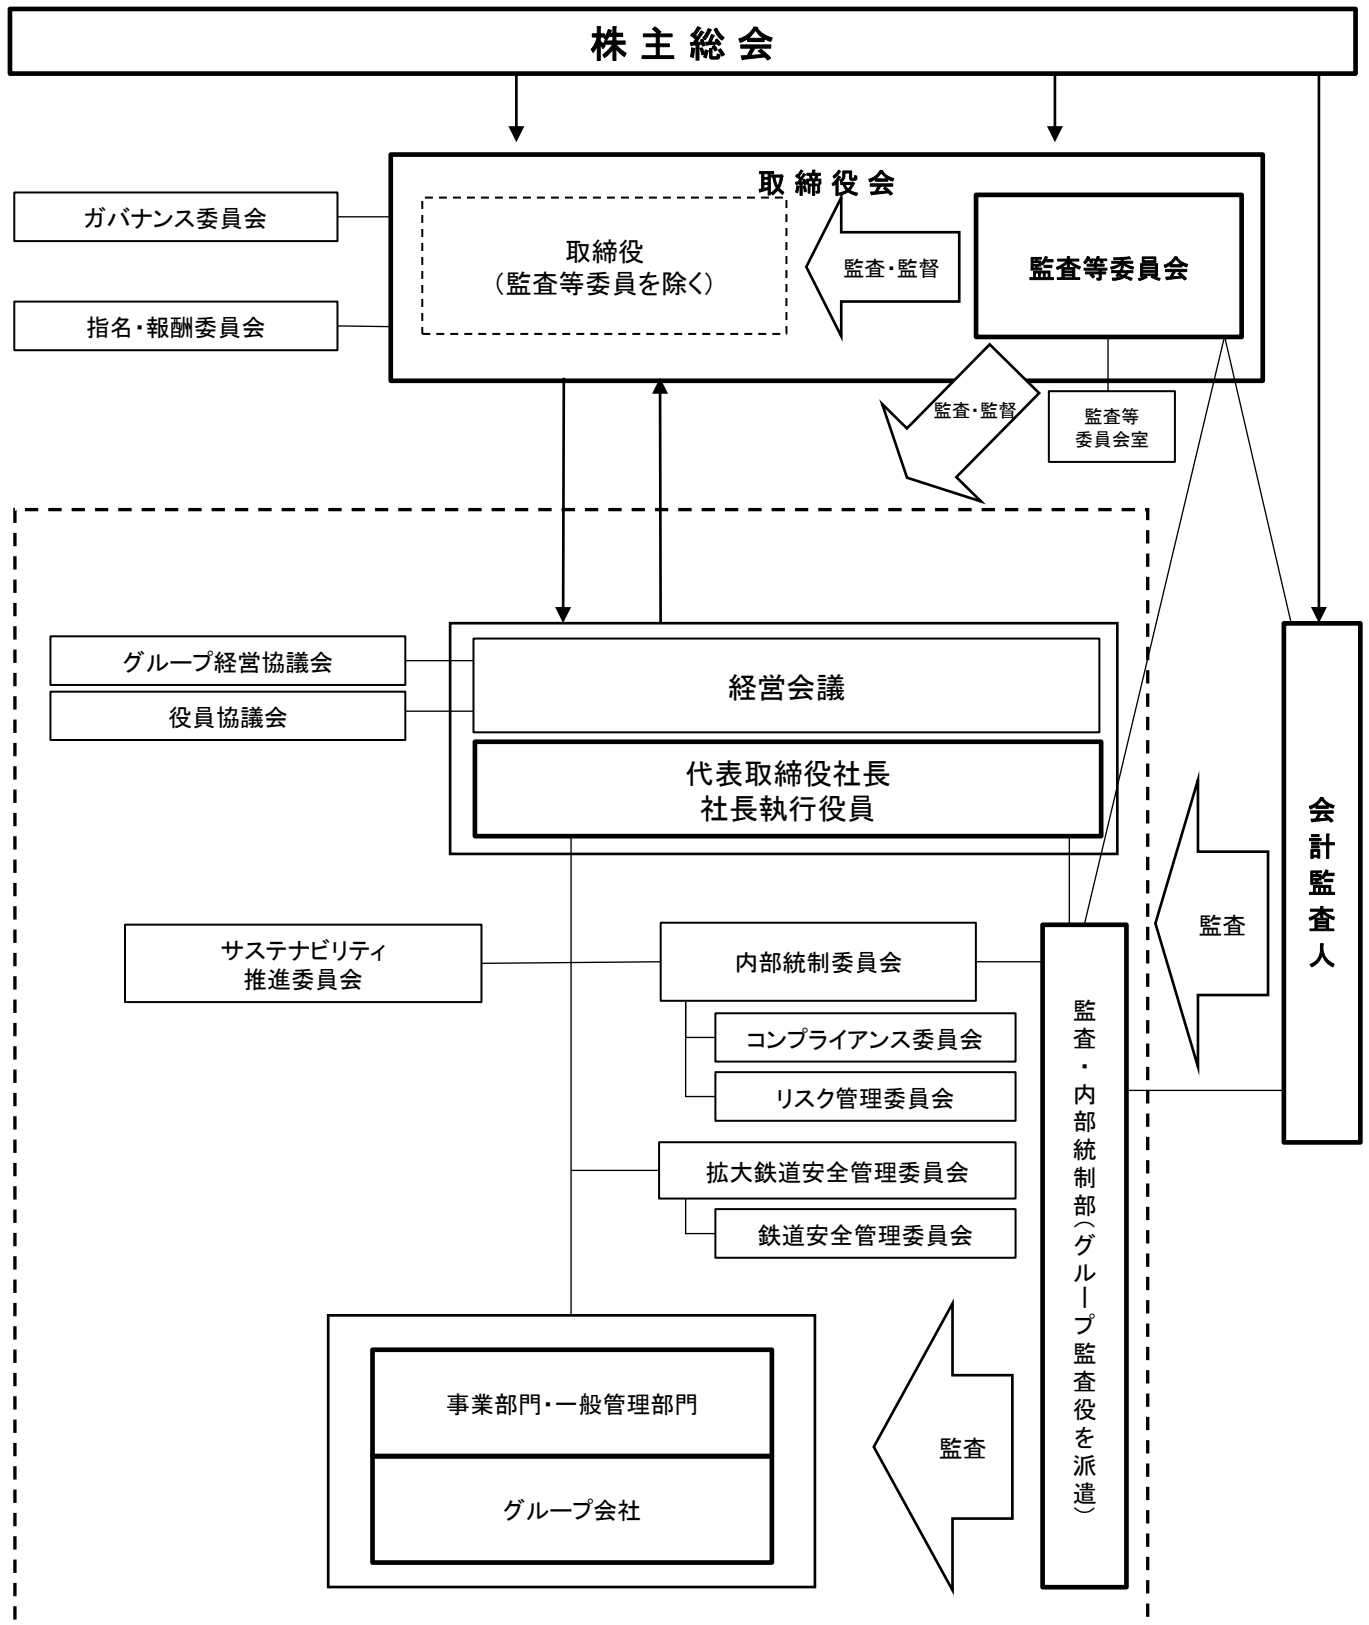 株主総会
取締役会
ガバナンス委員会
指名・報酬委員会
取締役
（監査等委員を除く）
監査・監督
監査等委員会
監査・監督
監査等
委員会室
グループ経営協議会
役員協議会
経営会議
代表取締役社長
社長執行役員
会計監査人
監査
サステナビリティ
推進委員会
内部統制委員会
コンプライアンス委員会
リスク管理委員会
拡大鉄道安全管理委員会
鉄道安全管理委員会
監査・内部統制部（グループ監査役を派遣）
事業部門・一般管理部門
グループ会社
監査